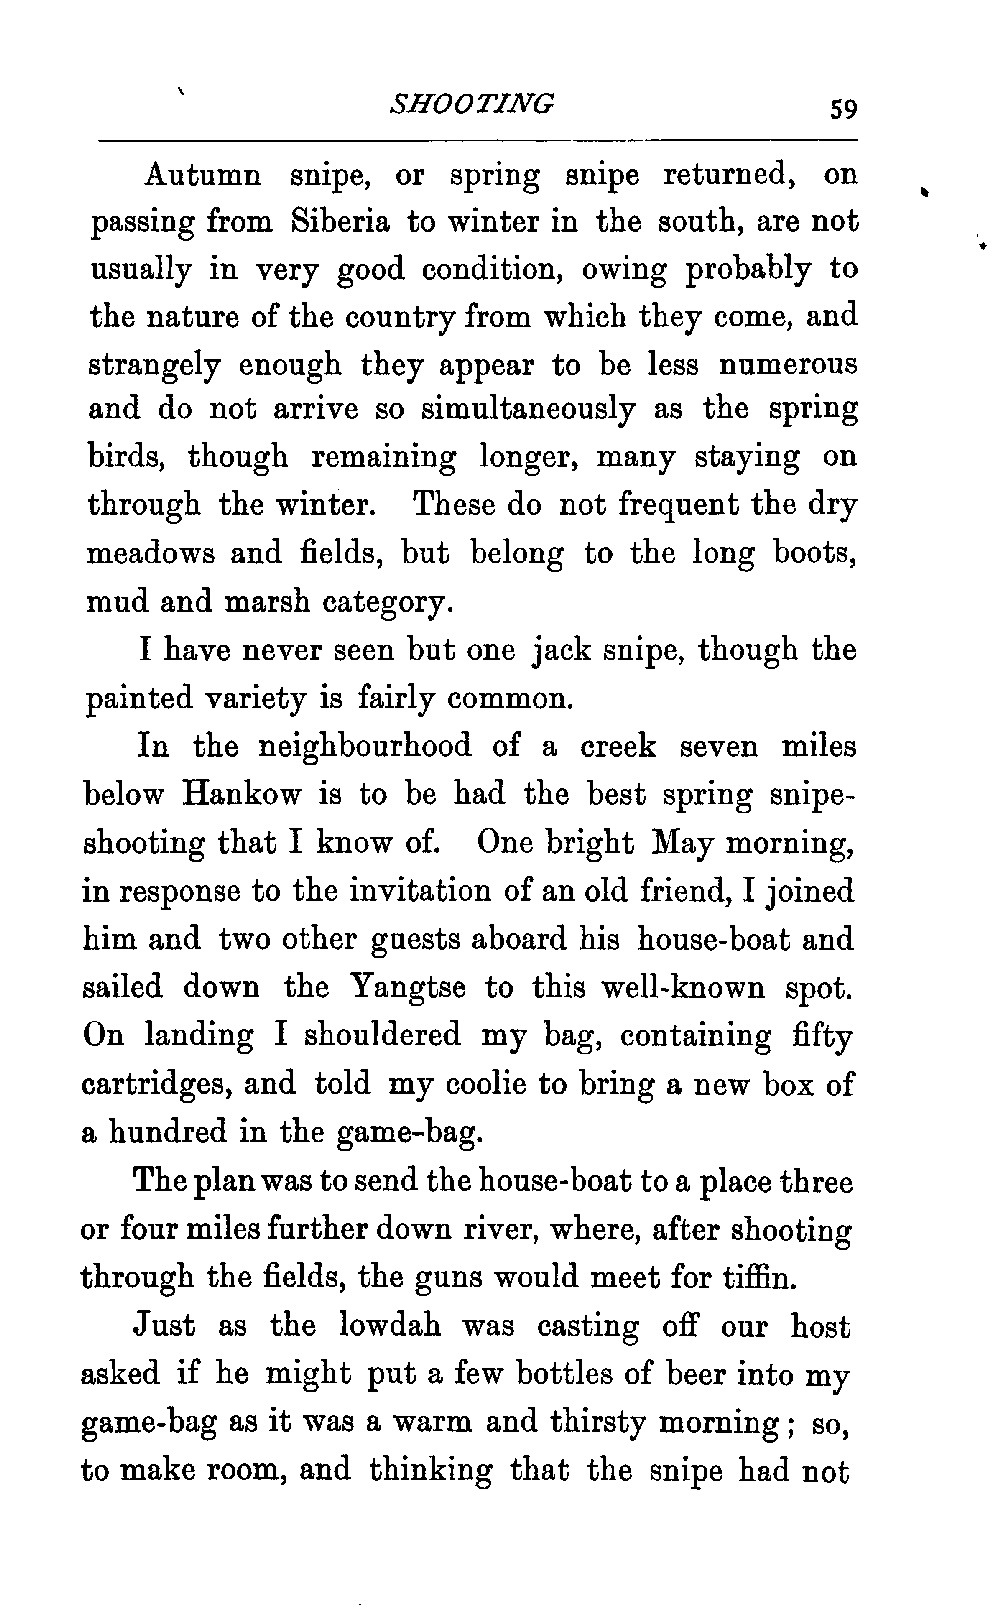 SHOOTING 59
Autumn snipe, or spring snipe returned, on
passing from Siberia to winter in the south, are not
usually in very good condition, owing probably to
the nature of the country from which they come, and
strangely enough they appear to be less numerous
and do not arrive so simultaneously as the spring
birds, though remaining longer, many staying on
through the winter. These do not frequent the dry
meadows and fields, but belong to the long boots,
mud and marsh category.
I have never seen but one jack snipe, though the
painted variety is fairly common.
In the neighbourhood of a creek seven miles
below Hankow is to be had the best spring snipe-
shooting that I know of. One bright May morning,
in response to the invitation of an old friend, I joined
him and two other guests aboard his house-boat and
sailed down the Yangtse to this well-known spot.
On landing I shouldered my bag, containing fifty
cartridges, and told my coolie to bring a new box of
a hundred in the game-bag.
The plan was to send the house-boat to a place three
or four miles further down river, where, after shooting
through the fields, the guns would meet for tiffin.
Just as the lowdah was casting off our host
asked if he might put a few bottles of beer into my
game-bag as it was a warm and thirsty morning; so,
to make room, and thinking that the snipe had not